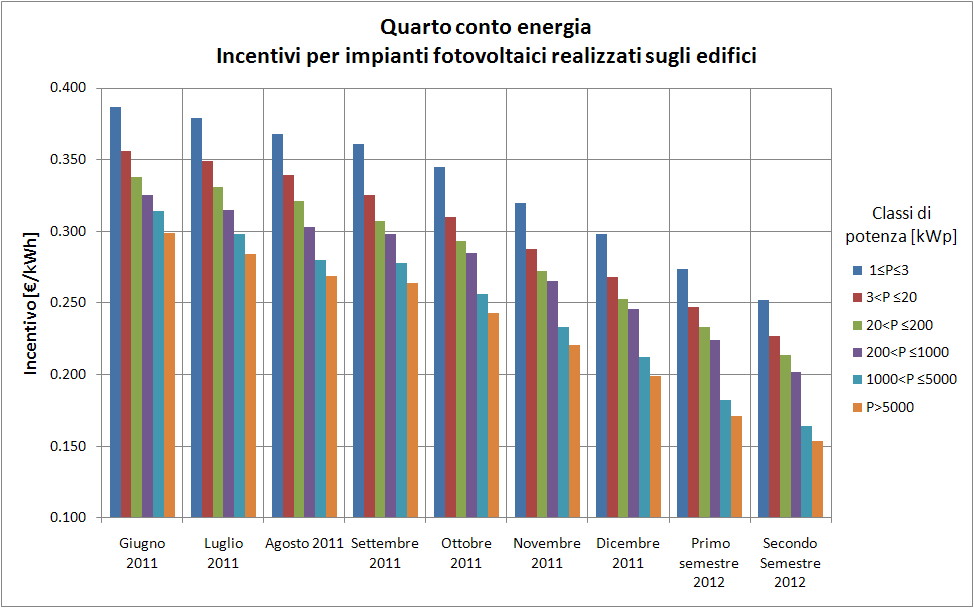 Quarto conto energia
Incentivi per impianti fotovoltaici realizzati sugli edifici
Incentivo [€/kWh]
0.400
0.350
0.300
0.250
0.200
0.150
0.100
Giugno
2011
Luglio
2011
Agosto 2011
Settembre
2011
Ottobre
2011
Novembre
2011
Dicembre
2011
Primo
semestre
2012
Secondo
Semestre
2012
Classi di
potenza [kWp]
1≤P≤3
3<P ≤20
20<P ≤200
200<P ≤1000
1000<P ≤5000
P>5000